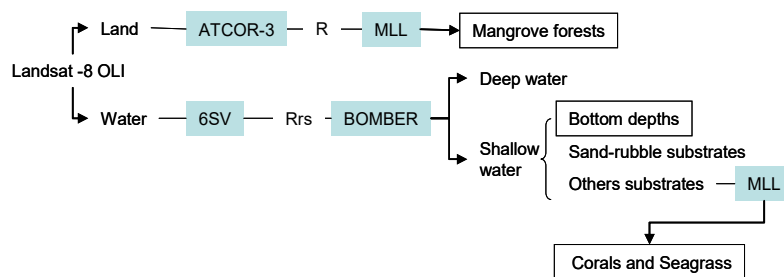 Land
ATCOR-3
R
MLL
Mangrove forests
Landsat -8 OLI
Deep water
Water
6SV
Rrs
BOMBER
Bottom depths
Shallow
water
Sand-rubble substrates
Others substrates
MLL
Corals and Seagrass